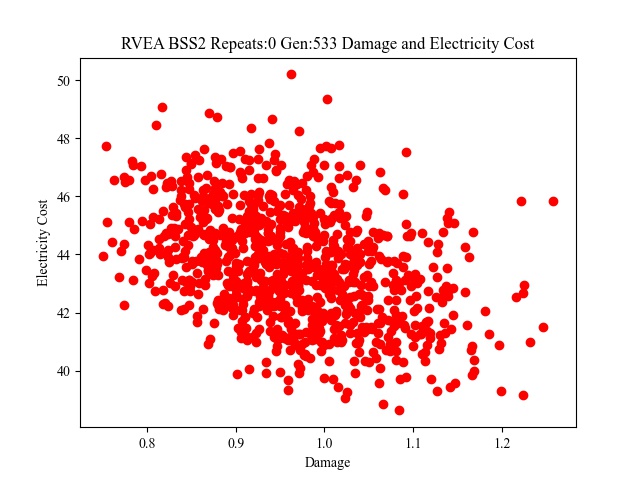 RVEA BSS2 Repeats:0 Gen:533 Damage and Electricity Cost
50
48
46
44
42
40
Electricity Cost
0.8 0.9 1.0 1.1 1.2
Damage